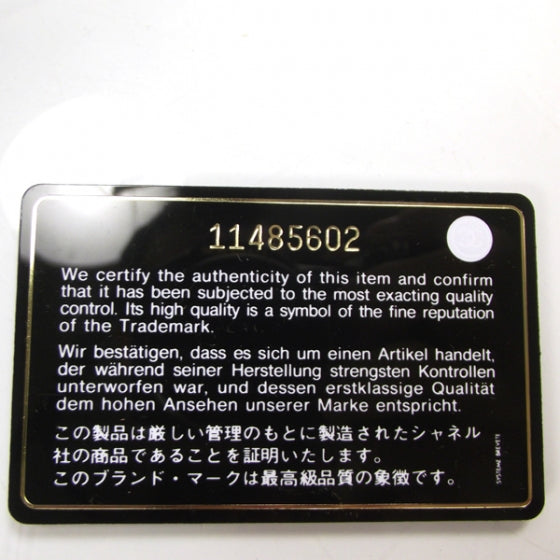 11485602
We certify the authenticity of this item and confirm
that it has been subjected to the most exacting quality
control. Its high quality is a symbol of the fine reputation
of the Trademark.
Wir bestätigen, dass es sich um einen Artikel handelt,
der während seiner Herstellung strengsten Kontrollen
unterworfen war, und dessen erstklassige Qualität
dem hohen Ansehen unserer Marke entspricht.
この製品は厳しい管理のもとに製造されたシャネル
社の商品であることを証明いたします。
このブランド・マークは最高級品質の象徴です。
SYSTEME BREVETE